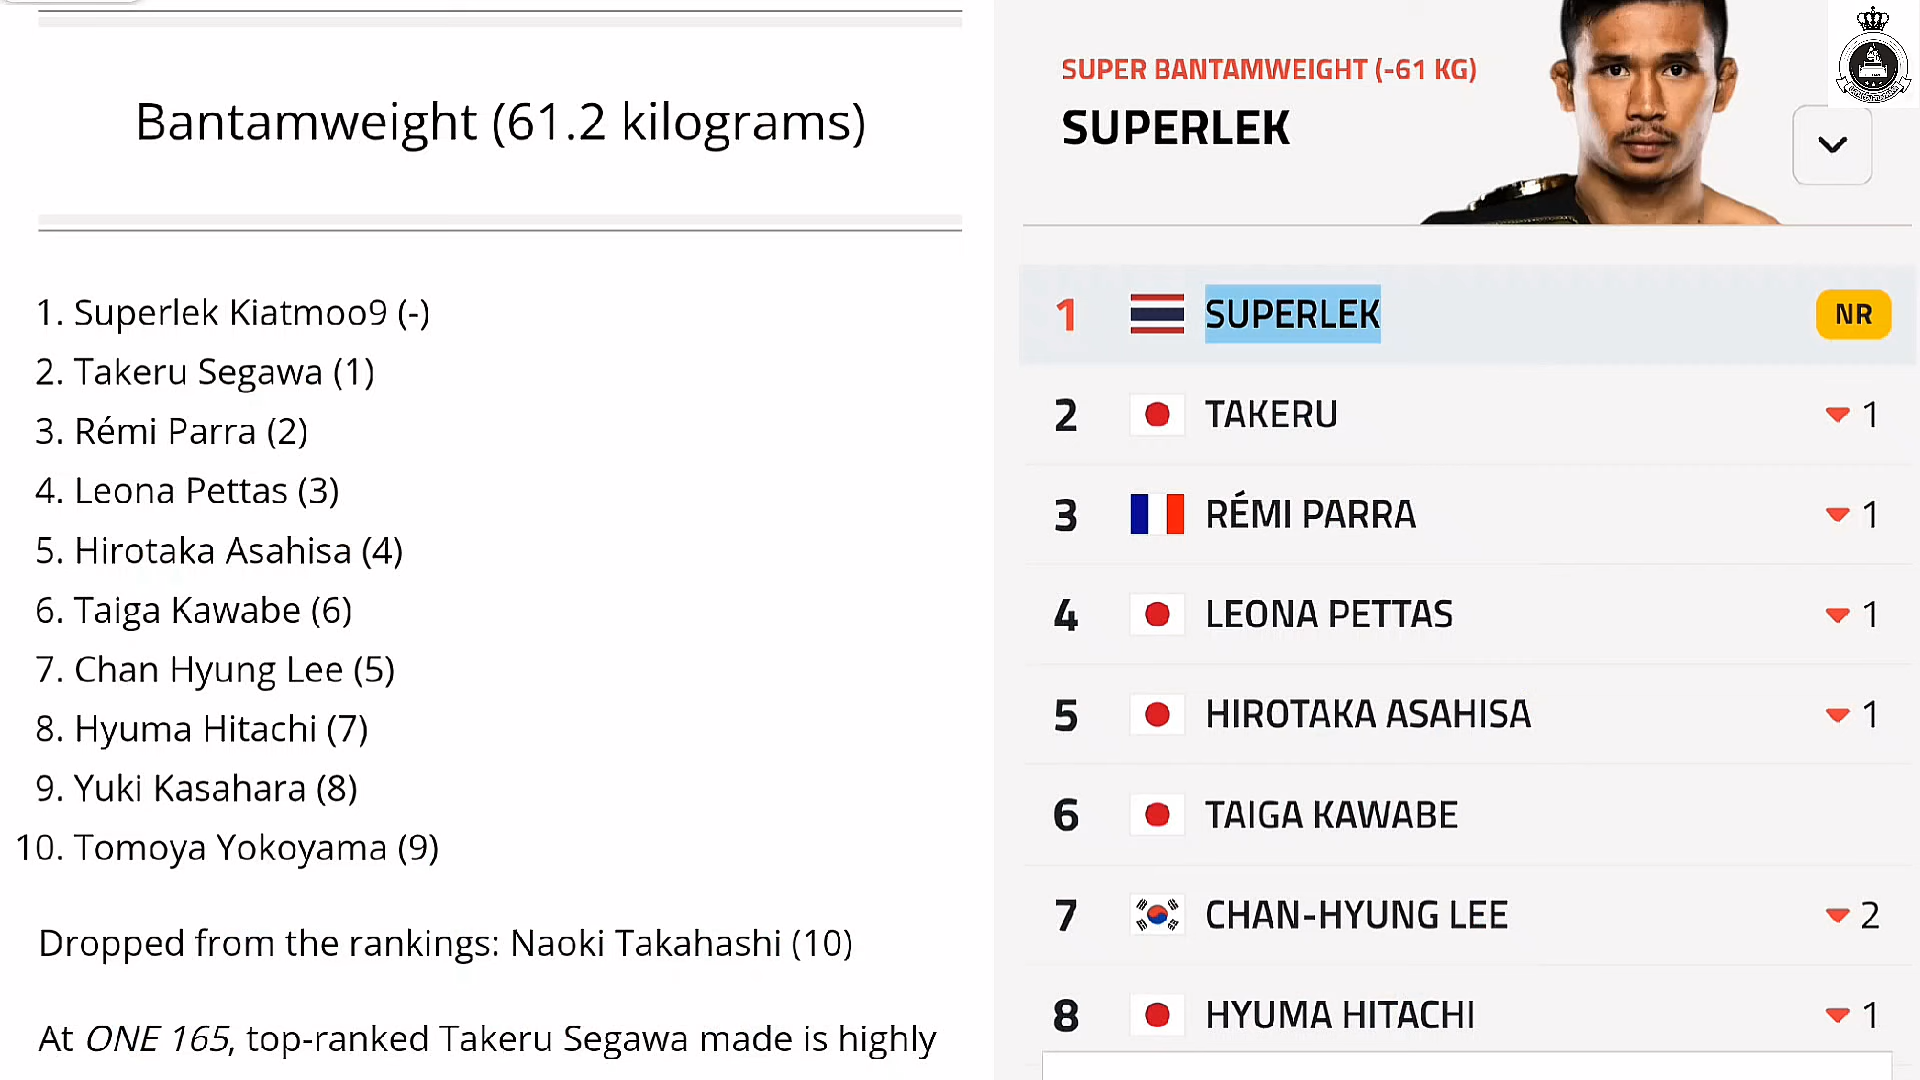 Bantamweight (61.2 kilograms)
1. Superlek Kiatmoo9 (-)
2. Takeru Segawa (1)
3. Rémi Parra (2)
4. Leona Pettas (3)
5. Hirotaka Asahisa (4)
6. Taiga Kawabe (6)
7. Chan Hyung Lee (5)
8. Hyuma Hitachi (7)
9. Yuki Kasahara (8)
10. Tomoya Yokoyama (9)
Dropped from the rankings: Naoki Takahashi (10)
At ONE 165, top-ranked Takeru Segawa made is highly
SUPER BANTAMWEIGHT (-61 KG)
SUPERLEK
1 SUPERLEK NR
2 TAKERU 1
3 RÉMI PARRA 1
4 LEONA PETTAS 1
5 HIROTAKA ASAHISA 1
6 TAIGA KAWABE
7 CHAN-HYUNG LEE 2
8 HYUMA HITACHI 1